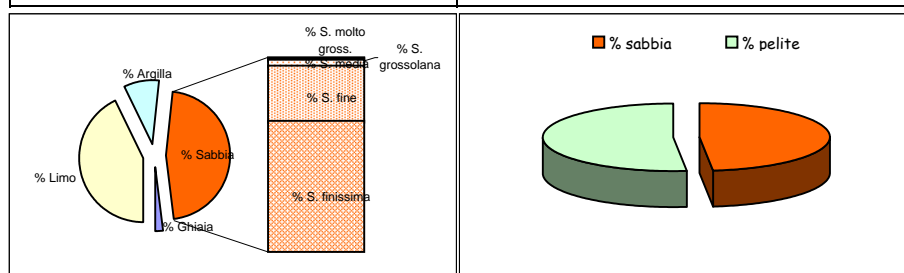 % S. molto
gross.
% S.
grossolana
% S. media
% Argilla
% S. fine
% Sabbia
% Limo
% S. finissima
% Ghiaia
% sabbia
% pelite